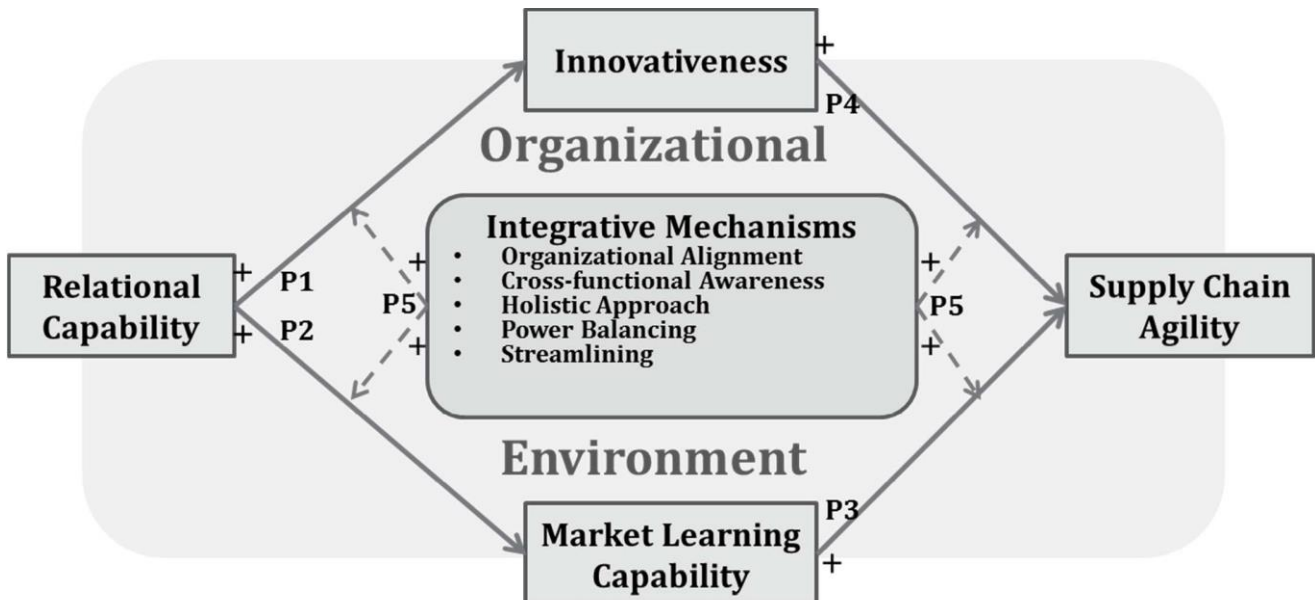 Innovativeness
+
P4
Organizational
Integrative Mechanisms
• Organizational Alignment
• Cross-functional Awareness
• Holistic Approach
• Power Balancing
• Streamlining
+
P5
+
+
P5
+
Relational
Capability
+
P1
+
P2
Supply Chain
Agility
Environment
P3
+
Market Learning
Capability